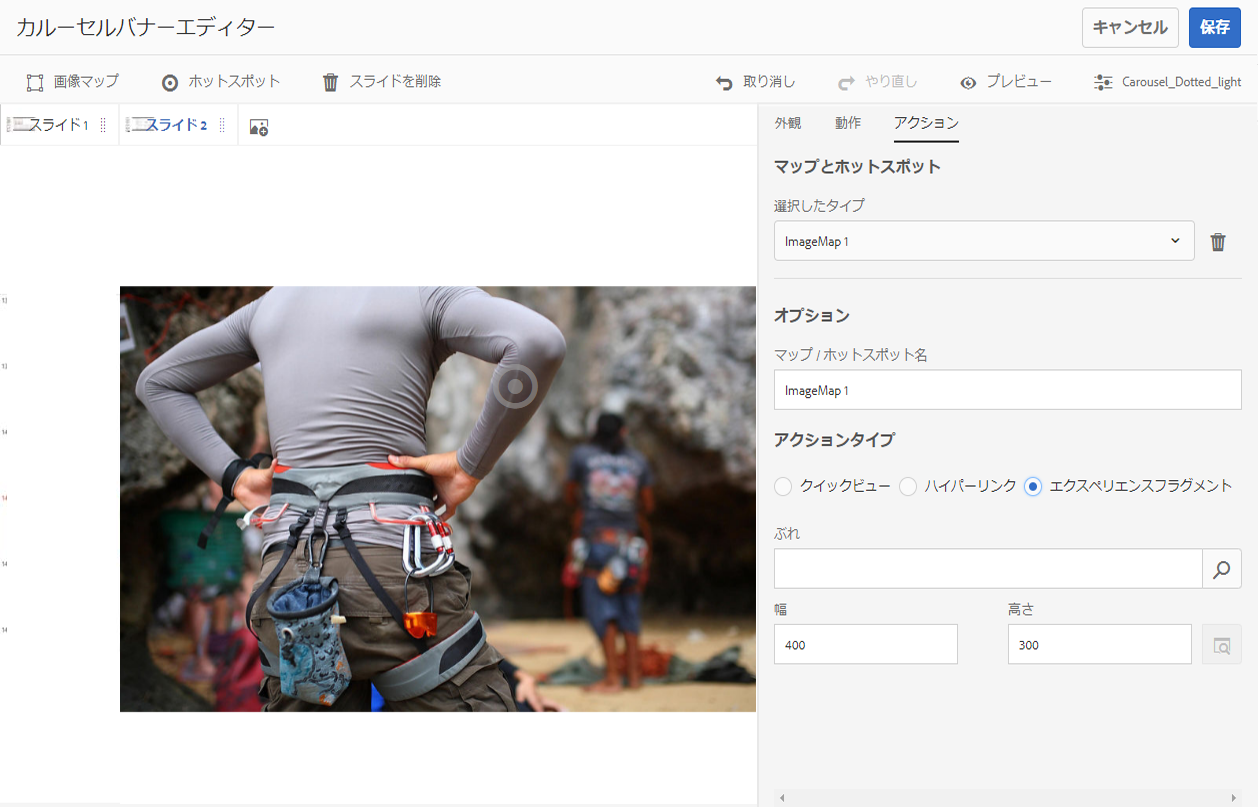 カルーセルバナーエディター
キャンセル
保存
画像マップ
ホットスポット
スライドを削除
取り消し
やり直し
プレビュー
Carousel_Dotted_light
スライド 1
スライド 2
外観
動作
アクション
マップとホットスポット
選択したタイプ
ImageMap 1
オプション
マップ / ホットスポット名
ImageMap 1
アクションタイプ
クイックビュー
ハイパーリンク
エクスペリエンスフラグメント
ぶれ
幅
高さ
400
300